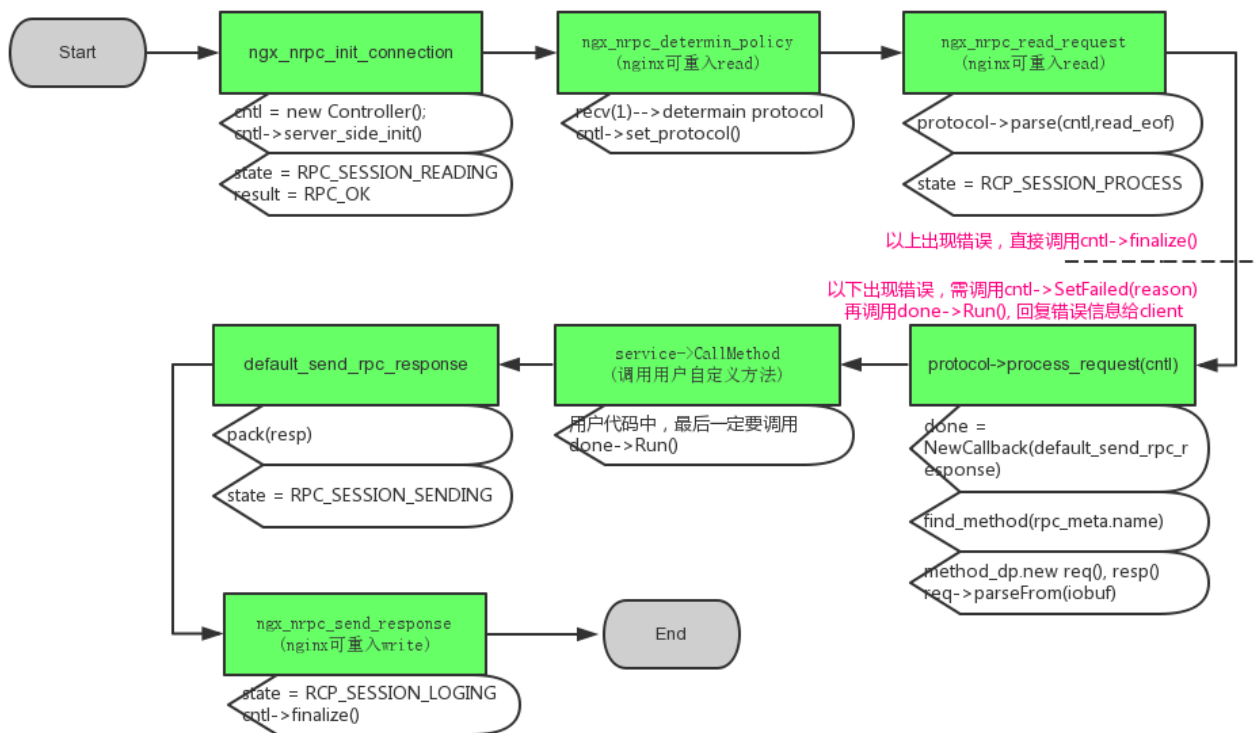 Start
ngx_nrpc_init_connection
cntl = new Controller();
cntl->server_side_init()
state = RPC_SESSION_READING
result = RPC_OK
ngx_nrpc_determin_policy
(nginx可重入read)
recv(1)-->determain protocol
cntl->set_protocol()
ngx_nrpc_read_request
(nginx可重入read)
protocol->parse(cntl,read_eof)
state = RCP_SESSION_PROCESS
以上出现错误，直接调用cntl->finalize()
以下出现错误，需调用cntl->SetFailed(reason)
再调用done->Run(), 回复错误信息给client
protocol->process_request(cntl)
done =
NewCallback(default_send_rpc_r
esponse)
find_method(rpc_meta.name)
method_dp.new req(), resp()
req->parseFrom(iobuf)
service->CallMethod
(调用用户自定义方法)
用户代码中，最后一定要调用
done->Run()
default_send_rpc_response
pack(resp)
state = RPC_SESSION_SENDING
ngx_nrpc_send_response
(nginx可重入write)
state = RCP_SESSION_LOGING
cntl->finalize()
End